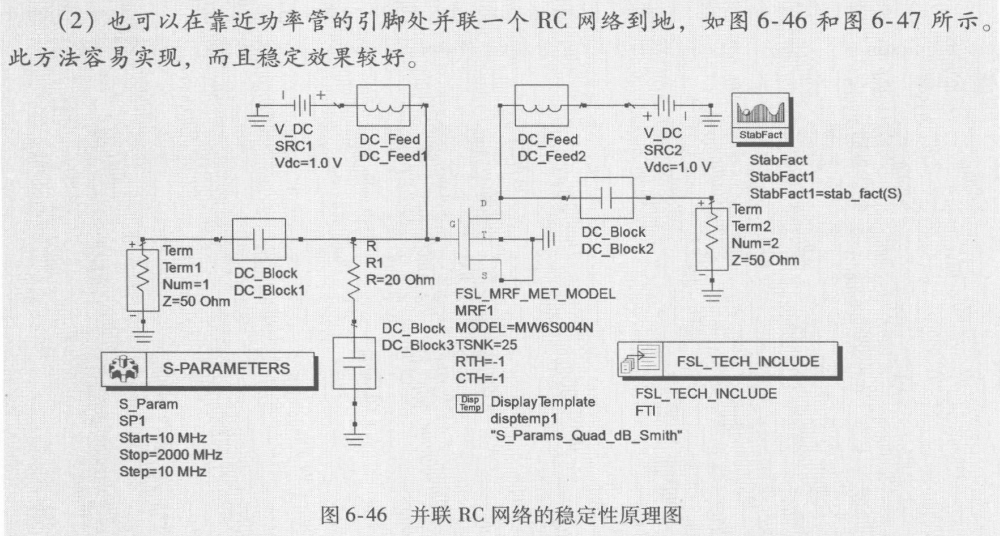 (2) 也可以在靠近功率管的引脚处并联一个 RC 网络到地，如图 6-46 和图 6-47 所示。
此方法容易实现，而且稳定效果较好。
V_DC
SRC1
Vdc=1.0 V
DC_Feed
DC_Feed1
DC_Feed
DC_Feed2
V_DC
SRC2
Vdc=1.0 V
StabFact
StabFact
StabFact1
StabFact1=stab_fact(S)
Term
Term1
Num=1
Z=50 Ohm
DC_Block
DC_Block1
R
R1
R=20 Ohm
DC_Block
DC_Block3
D
G
T
S
FSL_MRF_MET_MODEL
MRF1
MODEL=MW6S004N
TSNK=25
RTH=-1
CTH=-1
DC_Block
DC_Block2
Term
Term2
Num=2
Z=50 Ohm
S-PARAMETERS
S_Param
SP1
Start=10 MHz
Stop=2000 MHz
Step=10 MHz
Disp
Temp
DisplayTemplate
disptemp1
"S_Params_Quad_dB_Smith"
FSL_TECH_INCLUDE
FSL_TECH_INCLUDE
FTI
图 6-46 并联 RC 网络的稳定性原理图